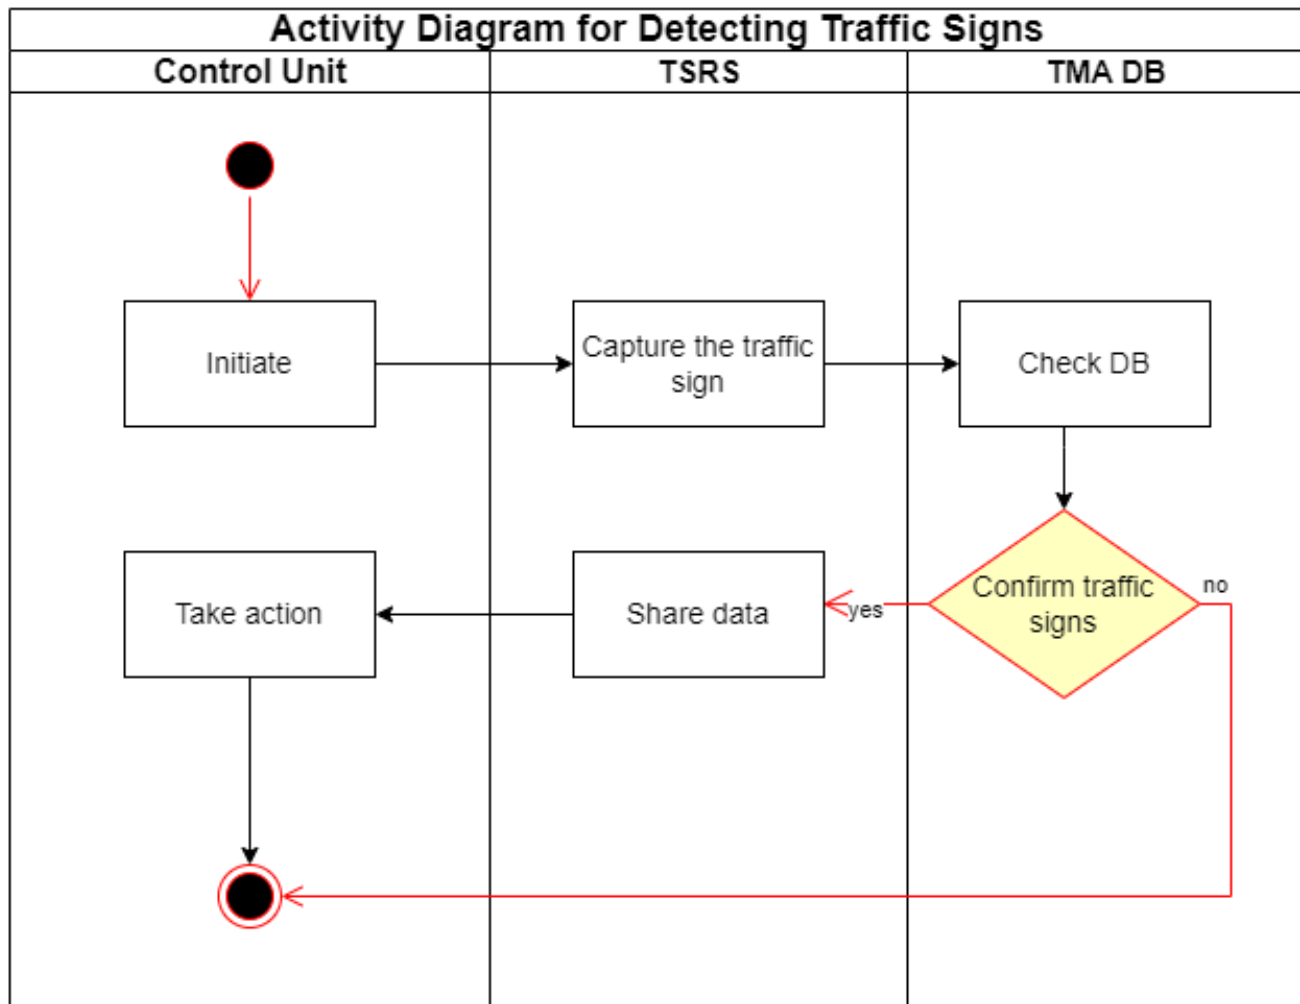 Activity Diagram for Detecting Traffic Signs
Control Unit
TSRS
TMA DB
Initiate
Capture the traffic
sign
Check DB
Take action
Share data
yes
Confirm traffic
signs
no